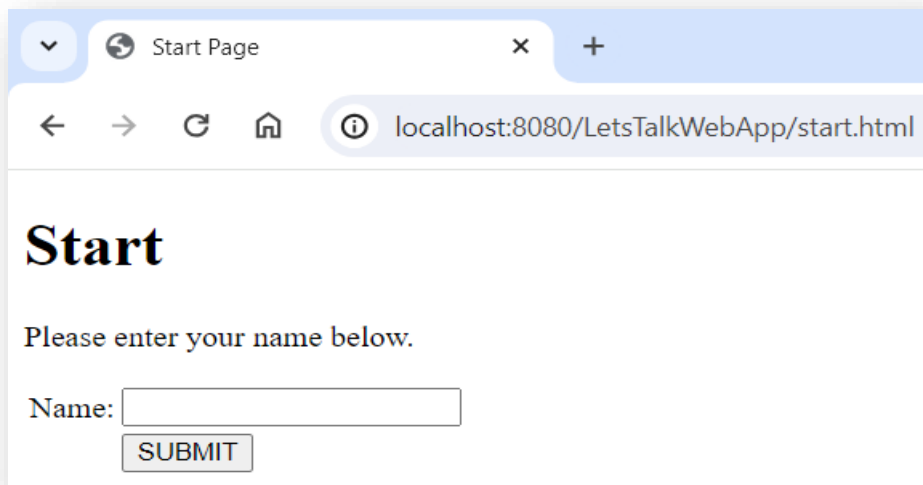 Start Page
localhost:8080/LetsTalkWebApp/start.html
Start
Please enter your name below.
Name:
SUBMIT